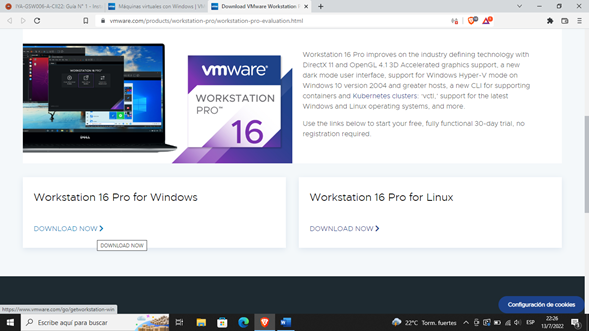 IYA-GSW006-A-CX22: Guía N° 1 - Inst
Máquinas virtuales con Windows | V
Download VMware Workstation
vmware.com/products/workstation-pro/workstation-pro-evaluation.html
vmware®
WORKSTATION
PRO™
16
DELL
Workstation 16 Pro improves on the industry defining technology with
DirectX 11 and OpenGL 4.1 3D Accelerated graphics support, a new
dark mode user interface, support for Windows Hyper-V mode on
Windows 10 version 2004 and greater hosts, a new CLI for supporting
containers and Kubernetes clusters: 'vctl,' support for the latest
Windows and Linux operating systems, and more.
Use the links below to start your free, fully functional 30-day trial, no
registration required.
Workstation 16 Pro for Windows
DOWNLOAD NOW
DOWNLOAD NOW
Workstation 16 Pro for Linux
DOWNLOAD NOW
Configuración de cookies
https://www.vmware.com/go/getworkstation-win
Escribe aquí para buscar
22°C Torm. fuertes
ESP
22:26
13/7/2022